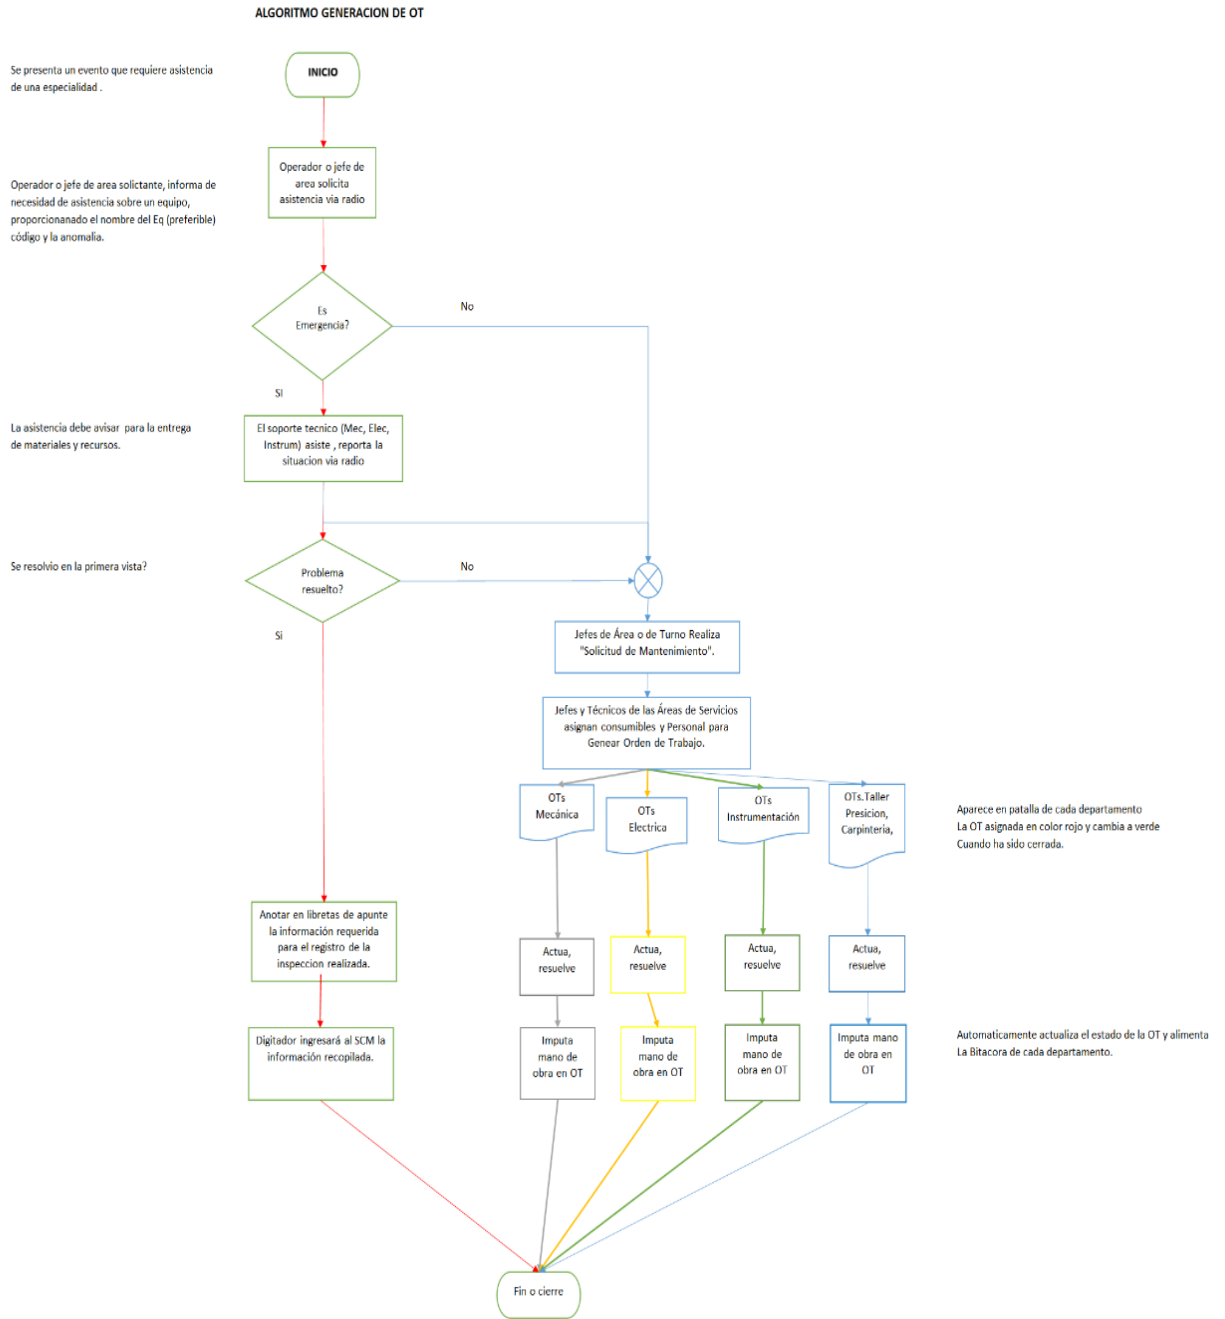 ALGORITMO GENERACION DE OT
Se presenta un evento que requiere asistencia
de una especialidad .
INICIO
Operador o jefe de area solictante, informa de
necesidad de asistencia sobre un equipo,
proporcionanado el nombre del Eq (preferible)
código y la anomalia.
Operador o jefe de
area solicita
asistencia via radio
Es
Emergencia?
No
SI
La asistencia debe avisar para la entrega
de materiales y recursos.
El soporte tecnico (Mec, Elec,
Instrum) asiste , reporta la
situacion via radio
Se resolvio en la primera vista?
Problema
resuelto?
No
Si
Jefes de Área o de Turno Realiza
"Solicitud de Mantenimiento".
Jefes y Técnicos de las Áreas de Servicios
asignan consumibles y Personal para
Genear Orden de Trabajo.
OTs
Mecánica
OTs
Electrica
OTs
Instrumentación
OTs.Taller
Presicion,
Carpinteria,
Aparece en patalla de cada departamento
La OT asignada en color rojo y cambia a verde
Cuando ha sido cerrada.
Anotar en libretas de apunte
la información requerida
para el registro de la
inspeccion realizada.
Actua,
resuelve
Actua,
resuelve
Actua,
resuelve
Actua,
resuelve
Digitador ingresará al SCM la
información recopilada.
Imputa
mano de
obra en OT
Imputa
mano de
obra en OT
Imputa
mano de
obra en OT
Imputa mano
de obra en
OT
Automaticamente actualiza el estado de la OT y alimenta
La Bitacora de cada departamento.
Fin o cierre